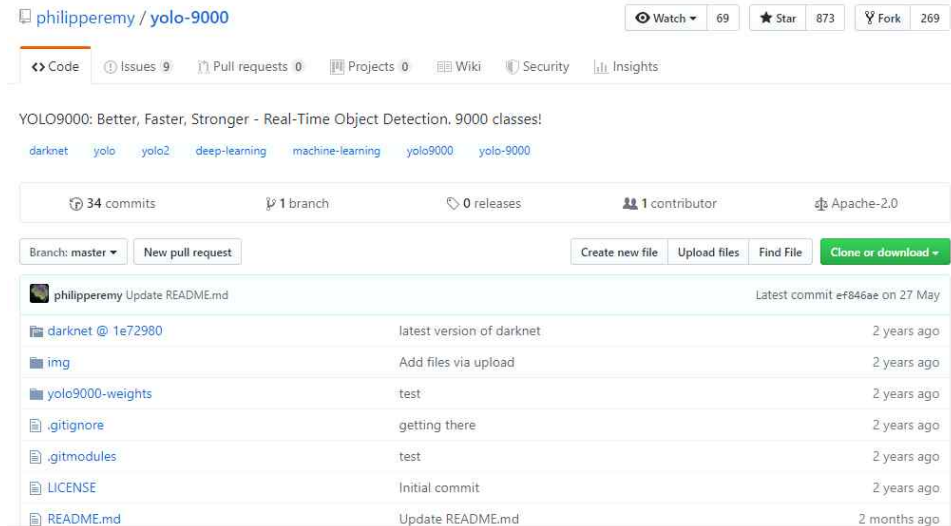 philipperemy / yolo-9000 Watch 69 Star 873 Fork 269
Code Issues 9 Pull requests 0 Projects 0 Wiki Security Insights
YOLO9000: Better, Faster, Stronger - Real-Time Object Detection. 9000 classes!
darknet yolo yolo2 deep-learning machine-learning yolo9000 yolo-9000
34 commits 1 branch 0 releases 1 contributor Apache-2.0
Branch: master New pull request Create new file Upload files Find File Clone or download
philipperemy Update README.md Latest commit ef846ae on 27 May
darknet @ 1e72980 latest version of darknet 2 years ago
img Add files via upload 2 years ago
yolo9000-weights test 2 years ago
.gitignore getting there 2 years ago
.gitmodules test 2 years ago
LICENSE Initial commit 2 years ago
README.md Update README.md 2 months ago